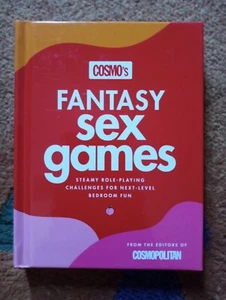 COSMO's
FANTASY
sex
games
STEAMY ROLE-PLAYING
CHALLENGES FOR NEXT-LEVEL
BEDROOM FUN
FROM THE EDITORS OF
COSMOPOLITAN